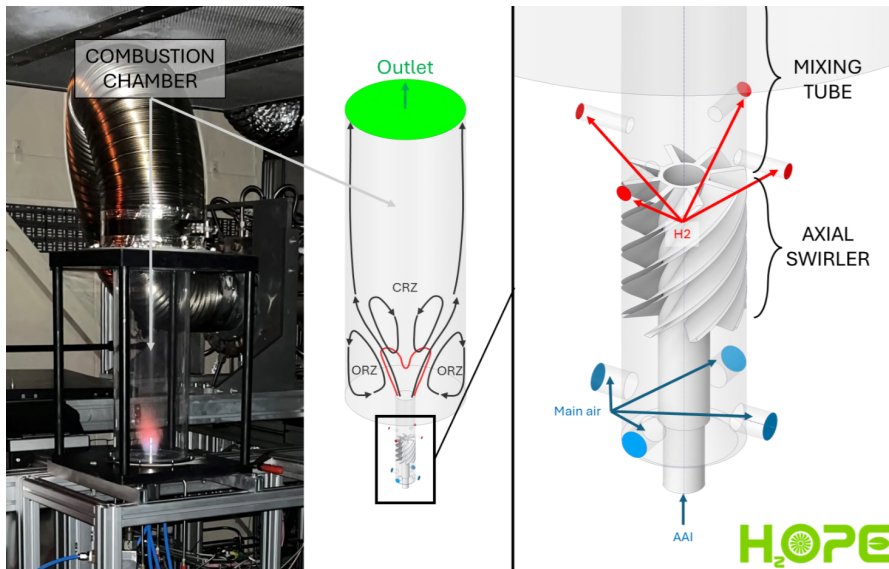 COMBUSTION
CHAMBER
Outlet
CRZ
ORZ
ORZ
MIXING
TUBE
H2
AXIAL
SWIRLER
Main air
AAI
H2OPE